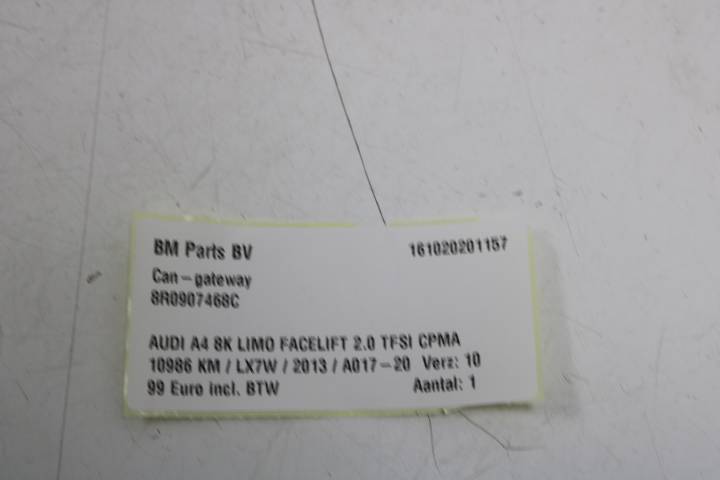 BM Parts BV 161020201157
Can-gateway
8R0907468C
AUDI A4 8K LIMO FACELIFT 2.0 TFSI CPMA
10986 KM / LX7W / 2013 / A017-20 Verz: 10
99 Euro incl. BTW Aantal: 1